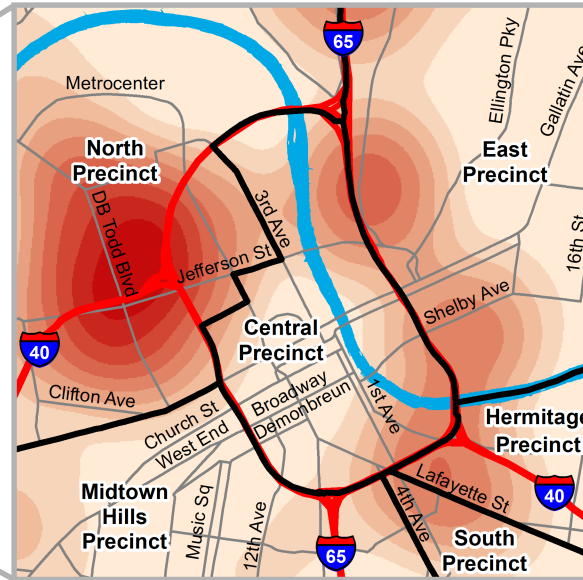 65
Metrocenter
Ellington Pky
Gallatin Ave
North
Precinct
East
Precinct
DB Todd Blvd
3rd Ave
16th St
Jefferson St
Shelby Ave
Central
Precinct
40
Clifton Ave
Broadway
1st Ave
Demonbreun
Church St
West End
Hermitage
Precinct
Midtown
Hills
Precinct
Music Sq
12th Ave
Lafayette St
4th Ave
40
65
South
Precinct